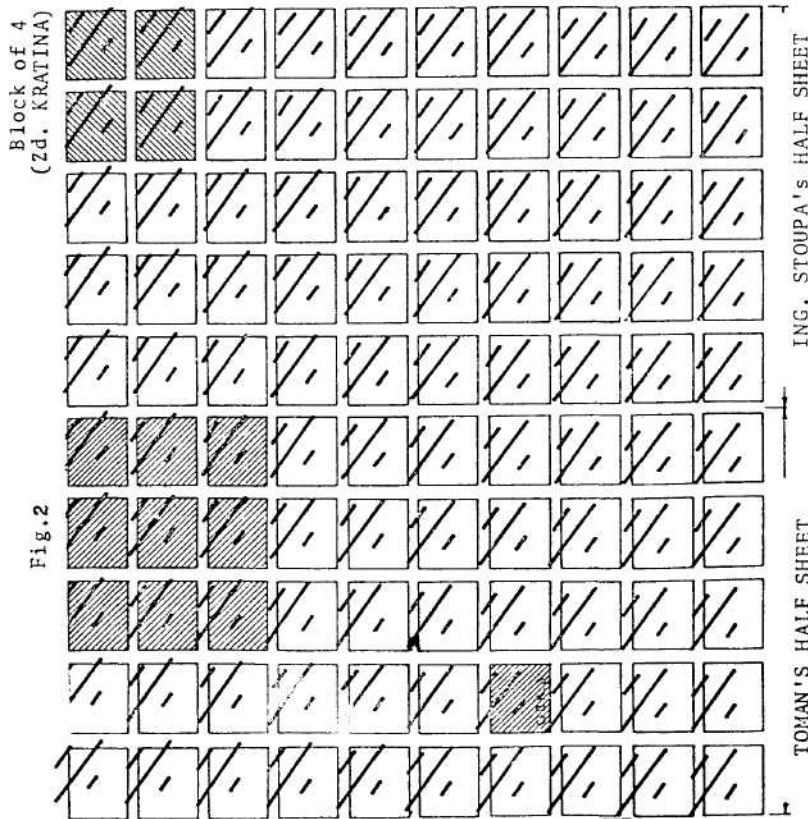 Block of 4
(Zd. KRATINA)
Fig.2
ING. STOUPA's HALF SHEET
TOMAN'S HALF SHEET